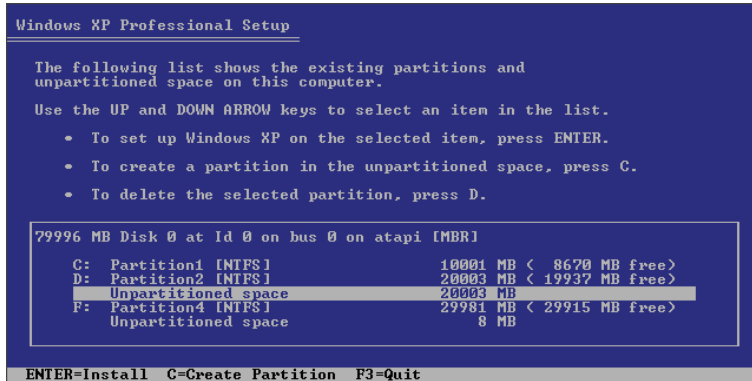 Windows XP Professional Setup
The following list shows the existing partitions and
unpartitioned space on this computer.
Use the UP and DOWN ARROW keys to select an item in the list.
• To set up Windows XP on the selected item, press ENTER.
• To create a partition in the unpartitioned space, press C.
• To delete the selected partition, press D.
79996 MB Disk 0 at Id 0 on bus 0 on atapi [MBR]
C: Partition1 [NTFS] 10001 MB ( 8670 MB free)
D: Partition2 [NTFS] 20003 MB ( 19937 MB free)
Unpartitioned space 20003 MB
F: Partition4 [NTFS] 29981 MB ( 29915 MB free)
Unpartitioned space 8 MB
ENTER=Install C=Create Partition F3=Quit